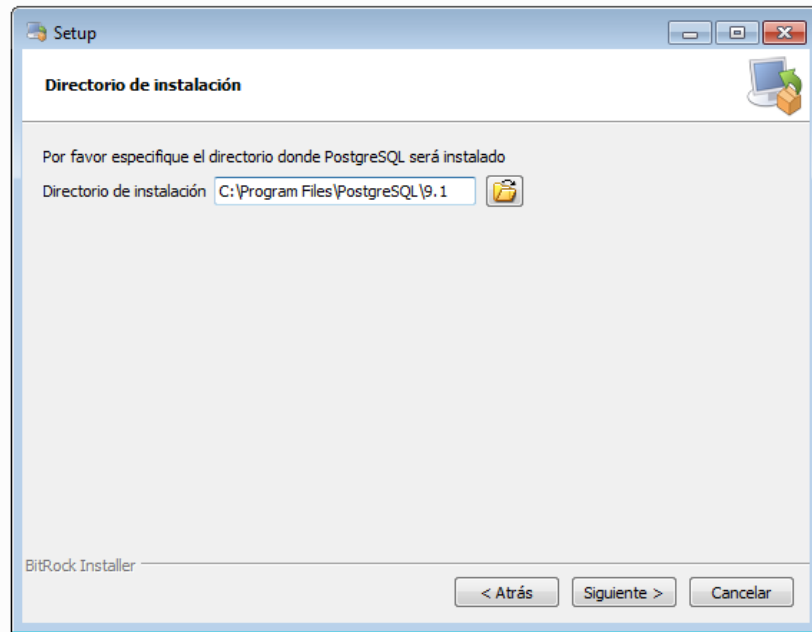 Setup
Directorio de instalación
Por favor especifique el directorio donde PostgreSQL será instalado
Directorio de instalación C:\Program Files\PostgreSQL\9.1
BitRock Installer
< Atrás Siguiente > Cancelar